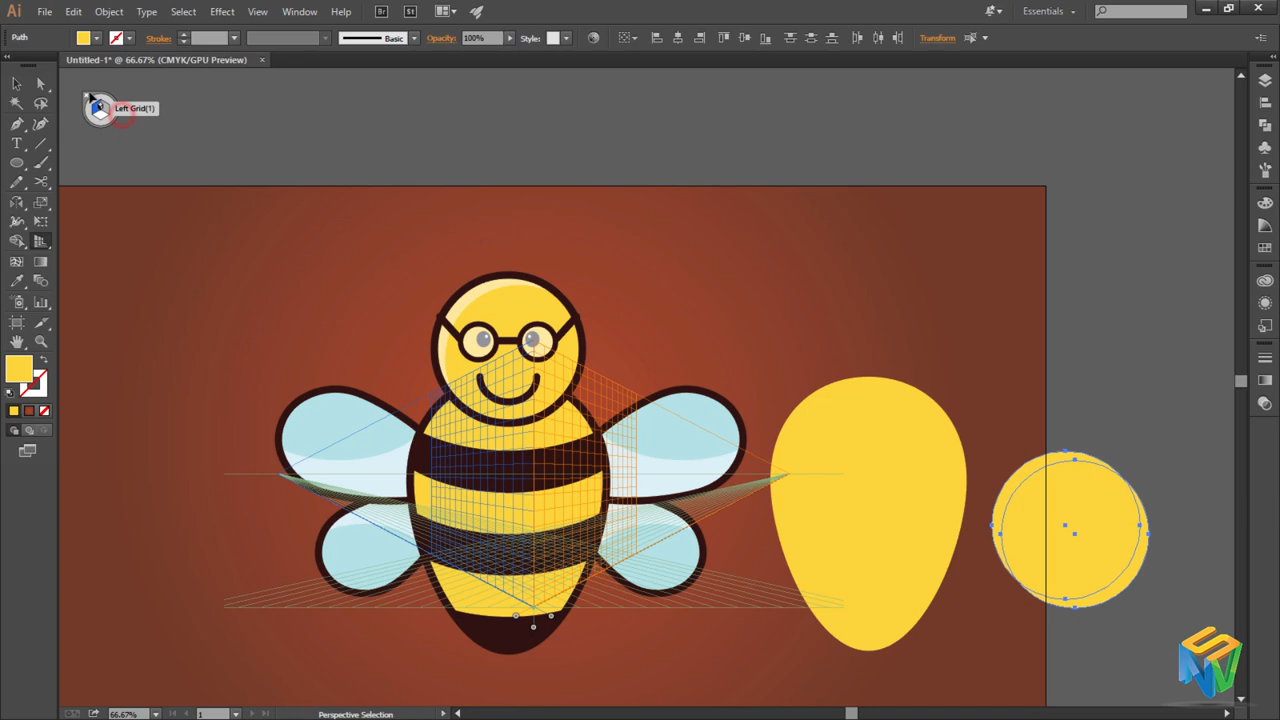 Ai File Edit Object Type Select Effect View Window Help Br St Essentials
Path Stroke: Basic Opacity: 100% Style: Transform
Untitled-1* @ 66.67% (CMYK/GPU Preview)
Left Grid(1)
66.67% 1 Perspective Selection